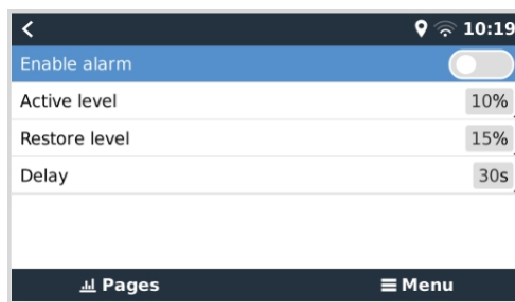 10:19
Enable alarm
Active level 10%
Restore level 15%
Delay 30s
Pages Menu